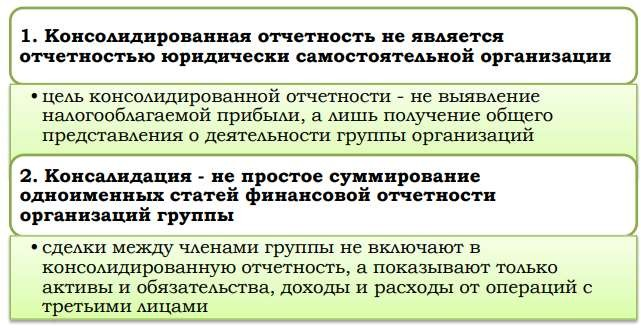 1. Консолидированная отчетность не является
отчетностью юридически самостоятельной организации
• цель консолидированной отчетности - не выявление
налогооблагаемой прибыли, а лишь получение общего
представления о деятельности группы организаций
2. Консалидация - не простое суммирование
одноименных статей финансовой отчетности
организаций группы
• сделки между членами группы не включают в
консолидированную отчетность, а показывают только
активы и обязательства, доходы и расходы от операций с
третьими лицами